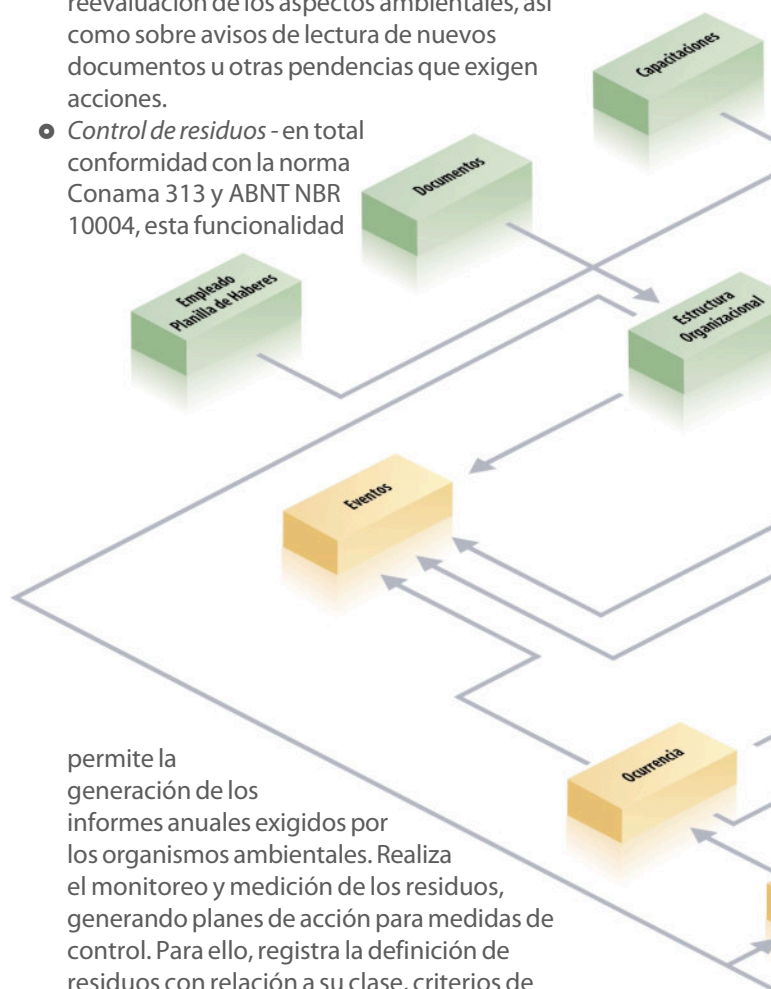 reevaluación de los aspectos ambientales, así
como sobre avisos de lectura de nuevos
documentos u otras pendencias que exigen
acciones.
Control de residuos - en total
conformidad con la norma
Conama 313 y ABNT NBR
10004, esta funcionalidad
Capacitaciones
Documentos
Empleado
Planilla de Haberes
Estructura
Organizacional
Eventos
Ocurrencia
permite la
generación de los
informes anuales exigidos por
los organismos ambientales. Realiza
el monitoreo y medición de los residuos,
generando planes de acción para medidas de
control. Para ello, registra la definición de
residuos con relación a su clase, criterios de